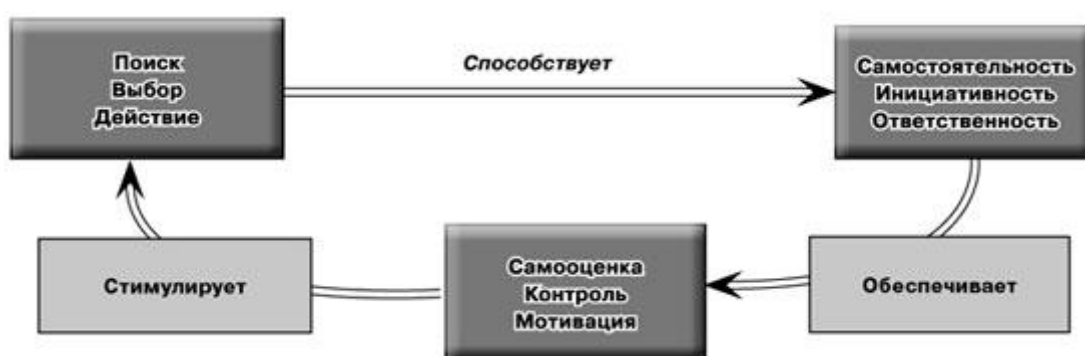 Поиск
Выбор
Действие
Способствует
Самостоятельность
Инициативность
Ответственность
Стимулирует
Самооценка
Контроль
Мотивация
Обеспечивает